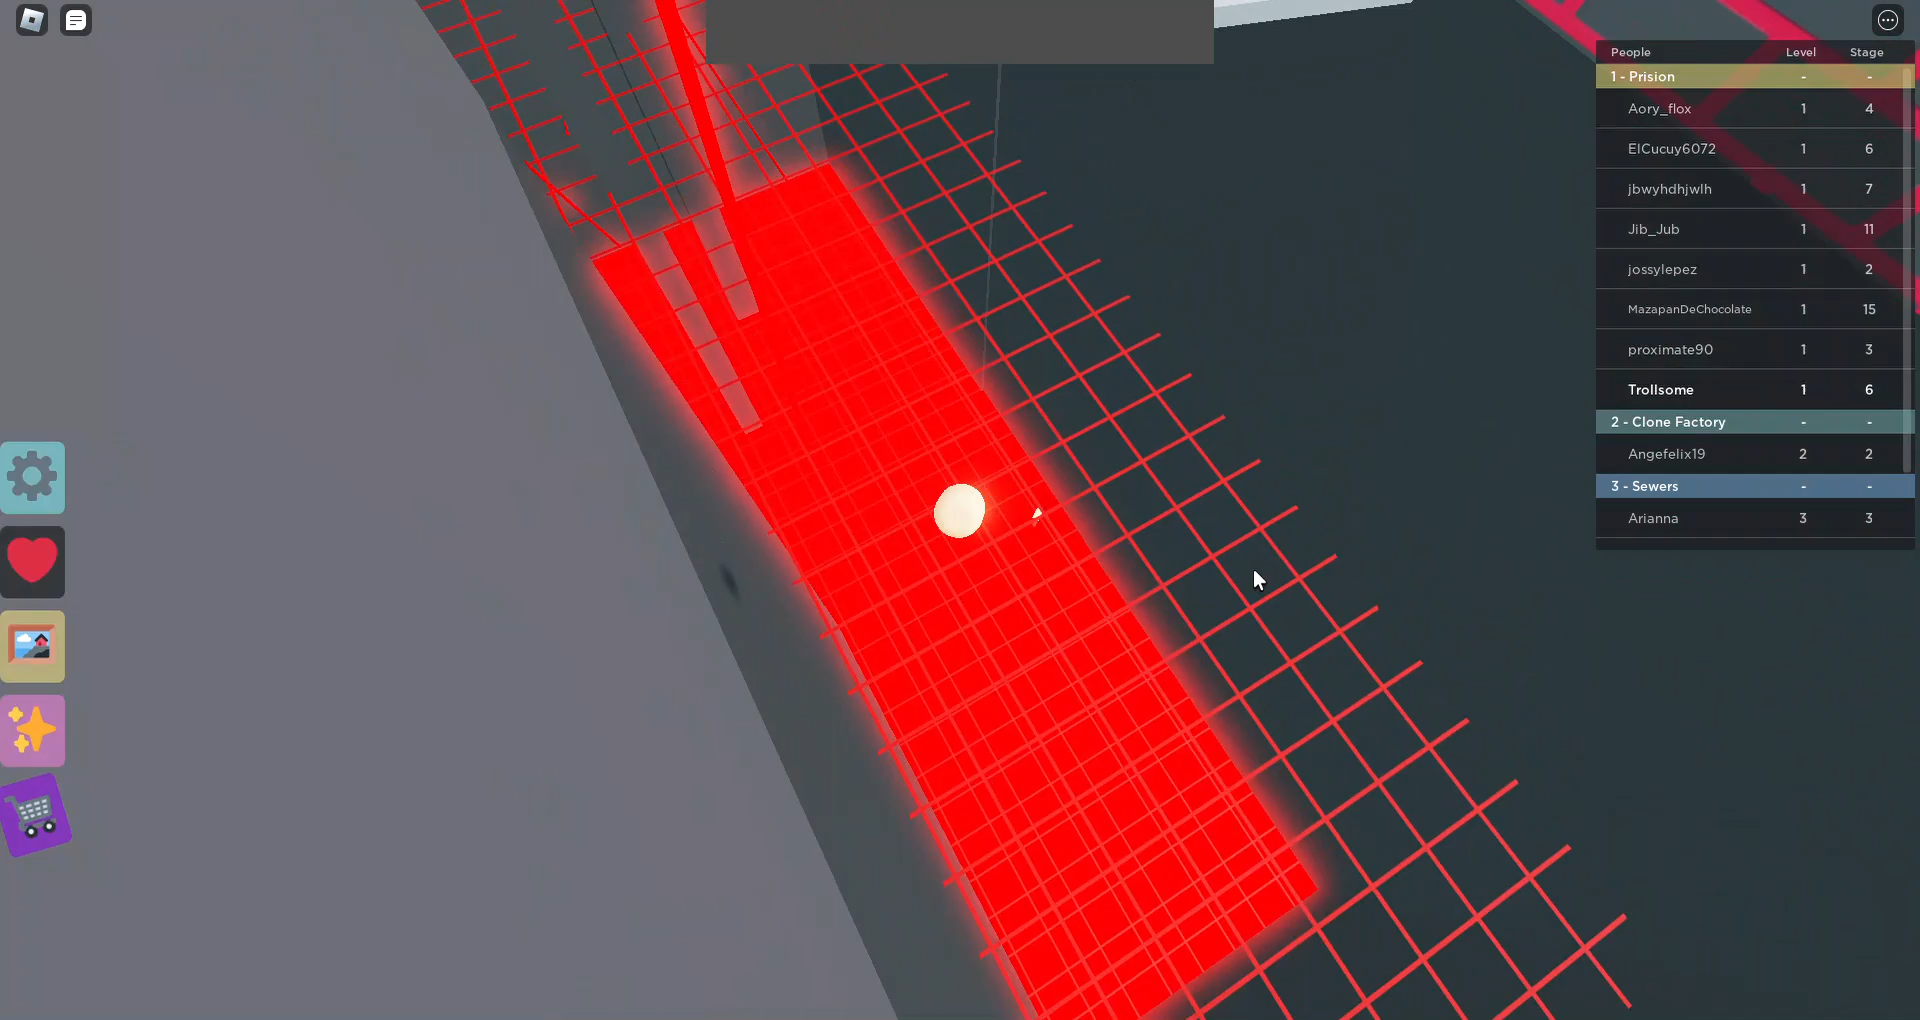 People Level Stage
1 - Prision - -
Aory_flox 1 4
ElCucuy6072 1 6
jbwyhdhjwlh 1 7
Jib_Jub 1 11
jossylepez 1 2
MazapanDeChocolate 1 15
proximate90 1 3
Trollsome 1 6
2 - Clone Factory - -
Angefelix19 2 2
3 - Sewers - -
Arianna 3 3